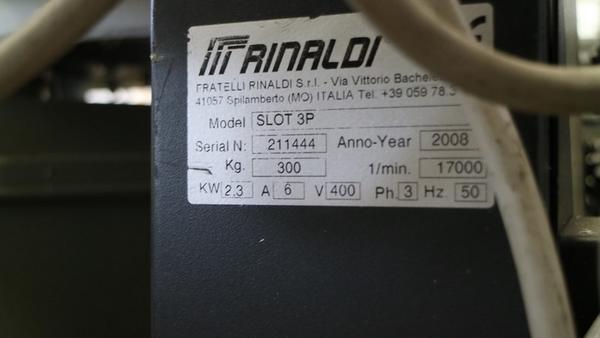 RINALDI
FRATELLI RINALDI S.r.l. - Via Vittorio
41057 Spilamberto (MO) ITALIA Tel. +39 059 78
Model SLOT 3P
Serial N: 211444 Anno-Year 2008
Kg. 300 1/min. 17000
KW 2.3 A 6 V 400 Ph. 3 Hz. 50